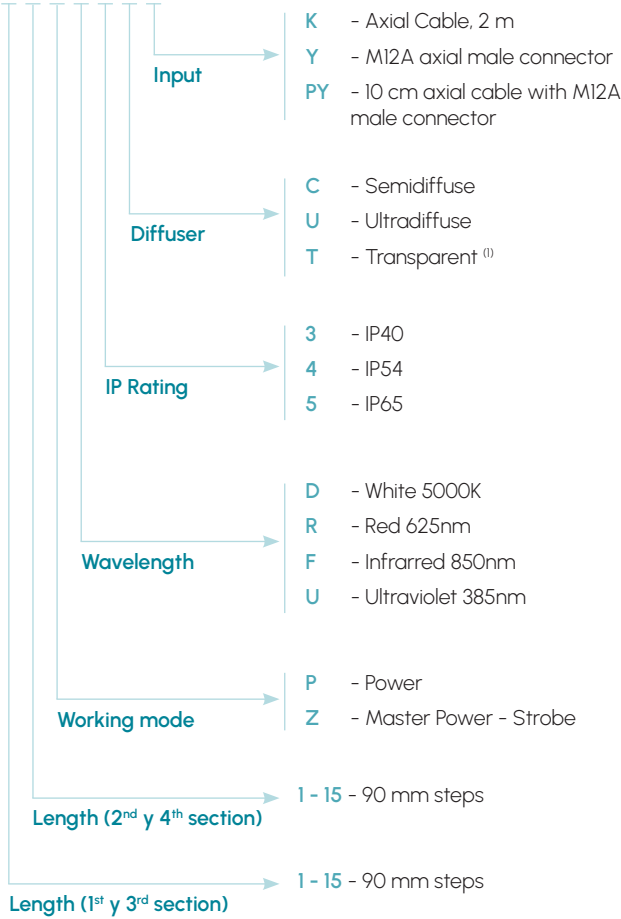 K - Axial Cable, 2 m
Y - M12A axial male connector
Input
PY - 10 cm axial cable with M12A
male connector
C - Semidiffuse
U - Ultradiffuse
Diffuser
T - Transparent (1)
3 - IP40
4 - IP54
IP Rating
5 - IP65
D - White 5000K
R - Red 625nm
Wavelength
F - Infrarred 850nm
U - Ultraviolet 385nm
P - Power
Working mode
Z - Master Power - Strobe
1 - 15 - 90 mm steps
Length (2nd y 4th section)
1 - 15 - 90 mm steps
Length (1st y 3rd section)